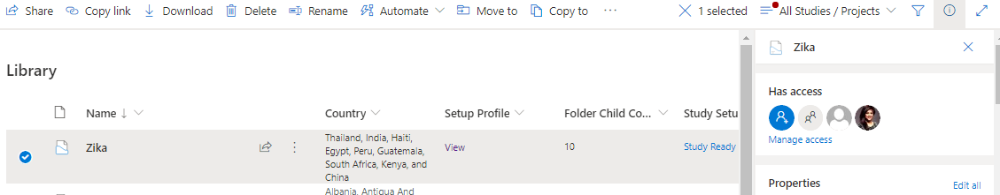 Share Copy link Download Delete Rename Automate Move to Copy to ··· 1 selected All Studies / Projects
Zika
Library
Has access
Name Country Setup Profile Folder Child Co... Study Setu
Manage access
Zika Thailand, India, Haiti, View 10 Study Ready
Egypt, Peru, Guatemala,
South Africa, Kenya, and
China
Properties Edit all
Albania, Antigua And